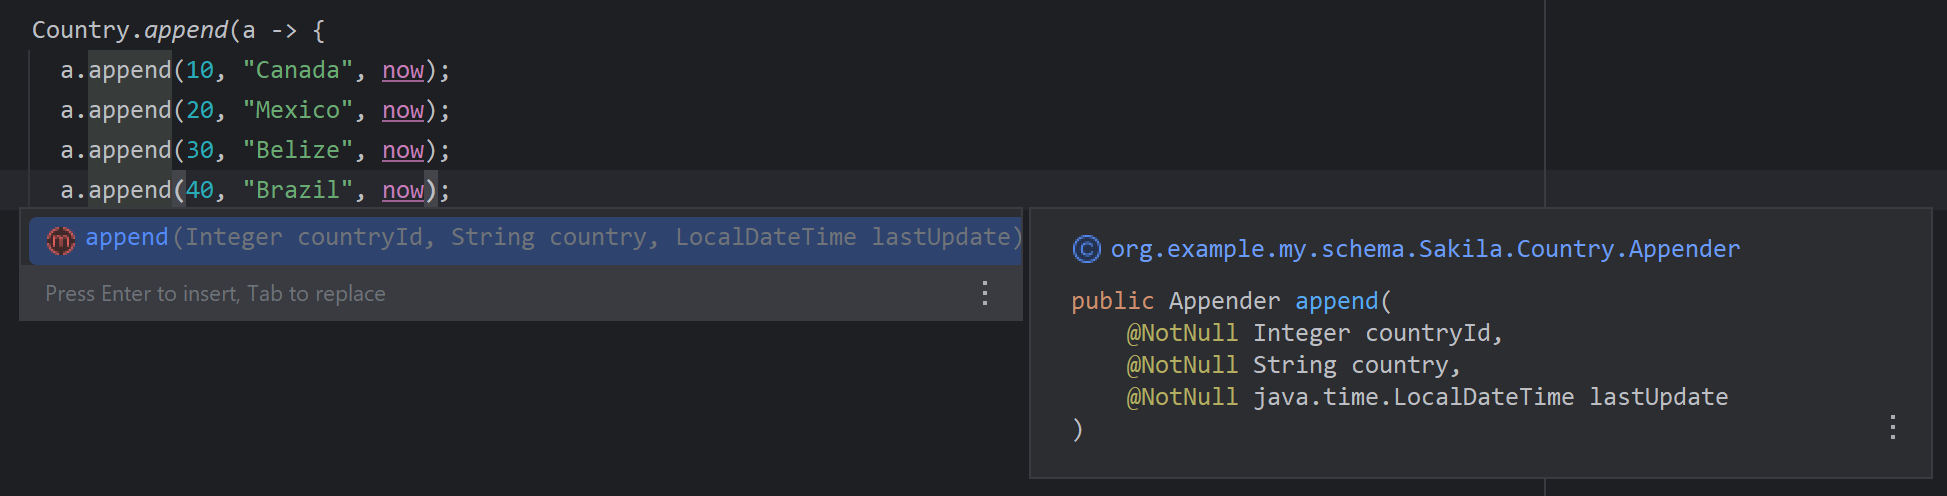 Country.append(a -> {
a.append(10, "Canada", now);
a.append(20, "Mexico", now);
a.append(30, "Belize", now);
a.append(40, "Brazil", now);
m append(Integer countryId, String country, LocalDateTime lastUpdate)
Press Enter to insert, Tab to replace
C org.example.my.schema.Sakila.Country.Appender
public Appender append(
@NotNull Integer countryId,
@NotNull String country,
@NotNull java.time.LocalDateTime lastUpdate
)